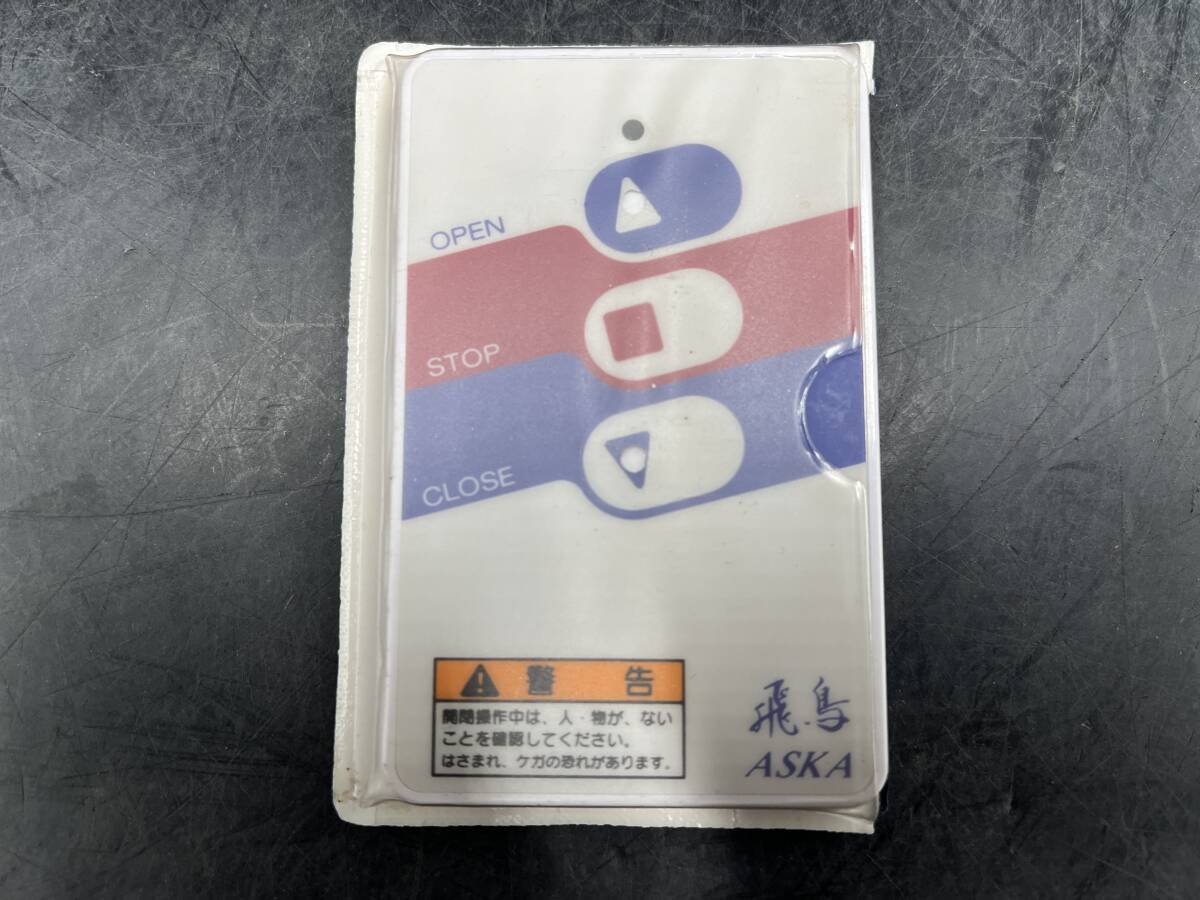 OPEN
STOP
CLOSE
警告
開閉操作中は、人・物が、ない
ことを確認してください。
はさまれ、ケガの恐れがあります。
飛鳥
ASKA